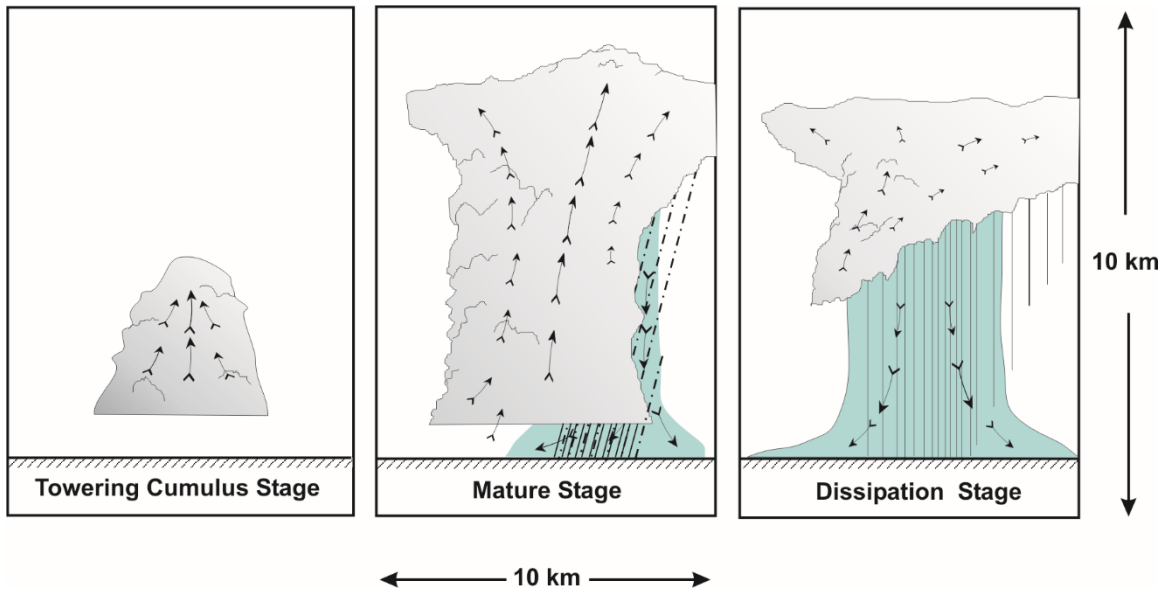 Towering Cumulus Stage
Mature Stage
Dissipation Stage
10 km
10 km